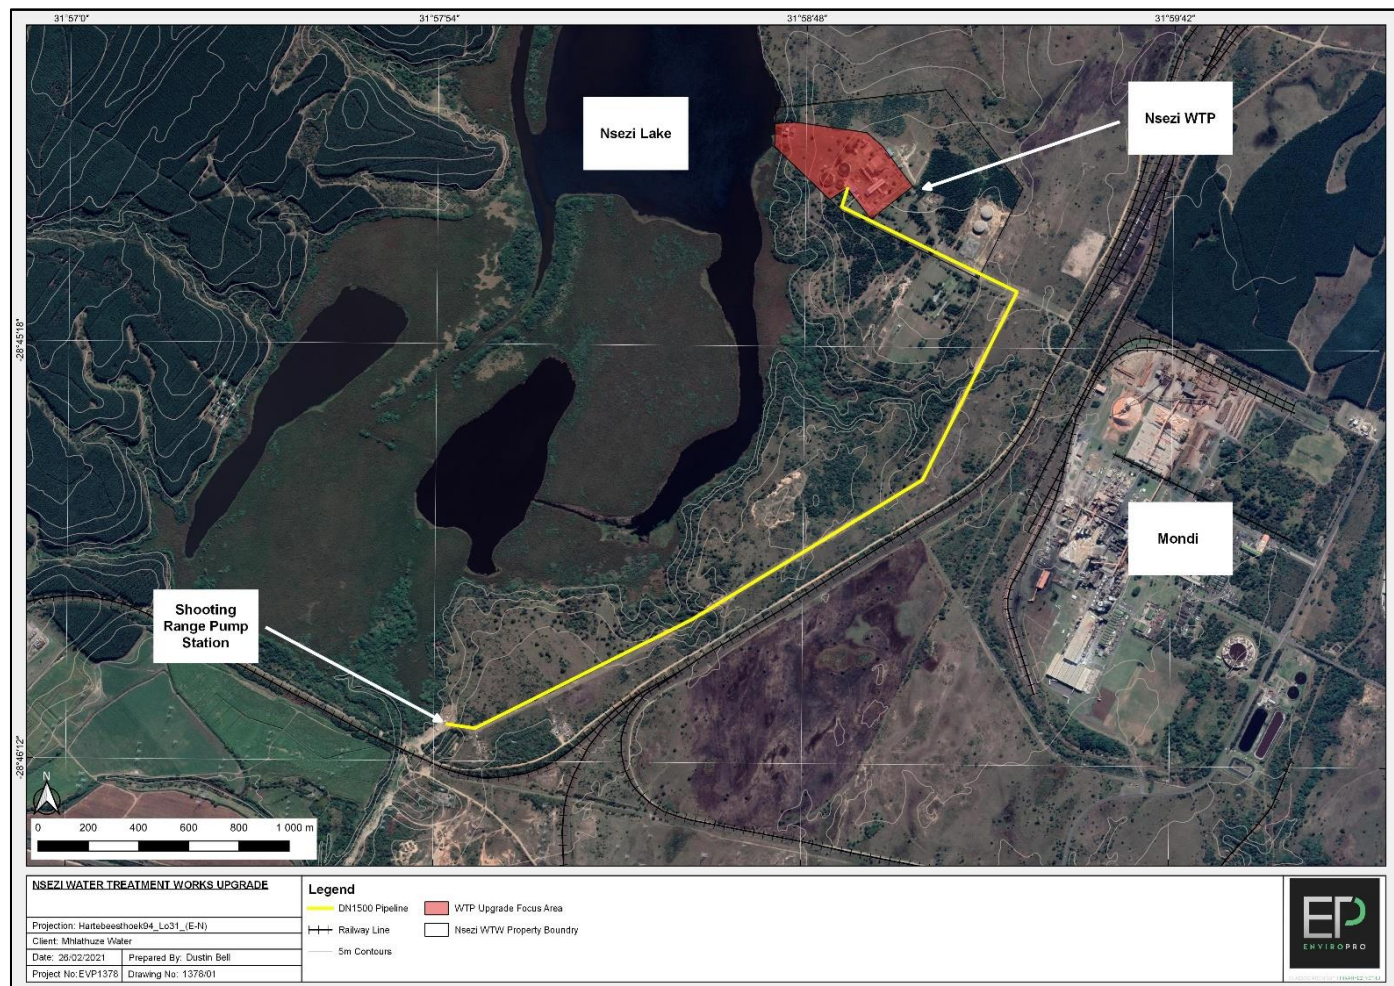 31°57'0"
31°57'54"
31°58'48"
31°59'42"
Nsezi Lake
Nsezi WTP
-28°45'18"
Mondi
Shooting
Range Pump
Station
-28°46'12"
N
0 200 400 600 800 1 000 m
NSEZI WATER TREATMENT WORKS UPGRADE
Projection: Hartebeesthoek94_Lo31_(E-N)
Client: Mhlathuze Water
Date: 26/02/2021
Prepared By: Dustin Bell
Project No:EVP1378
Drawing No: 1378/01
Legend
DN1500 Pipeline
WTP Upgrade Focus Area
Railway Line
Nsezi WTW Property Boundry
5m Contours
EP
ENVIROPRO